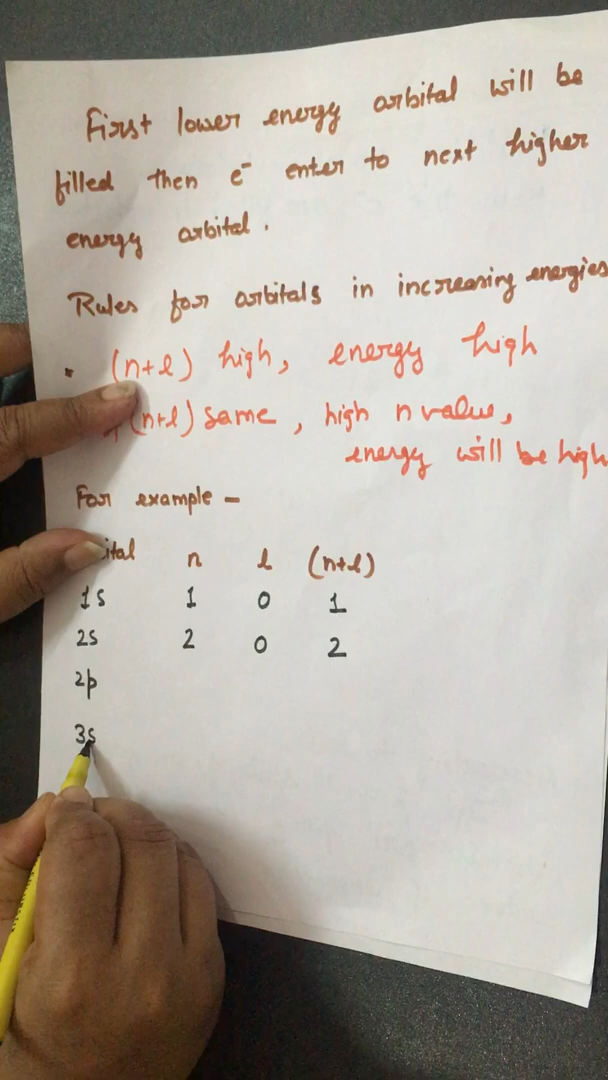 First lower energy orbital will be
filled then e⁻ enter to next higher
energy orbital.
Rules for orbitals in increasing energies
• (n+l) high, energy high
(n+l) same, high n value,
energy will be high
For example -
ital n l (n+l)
1s 1 0 1
2s 2 0 2
2p
3s